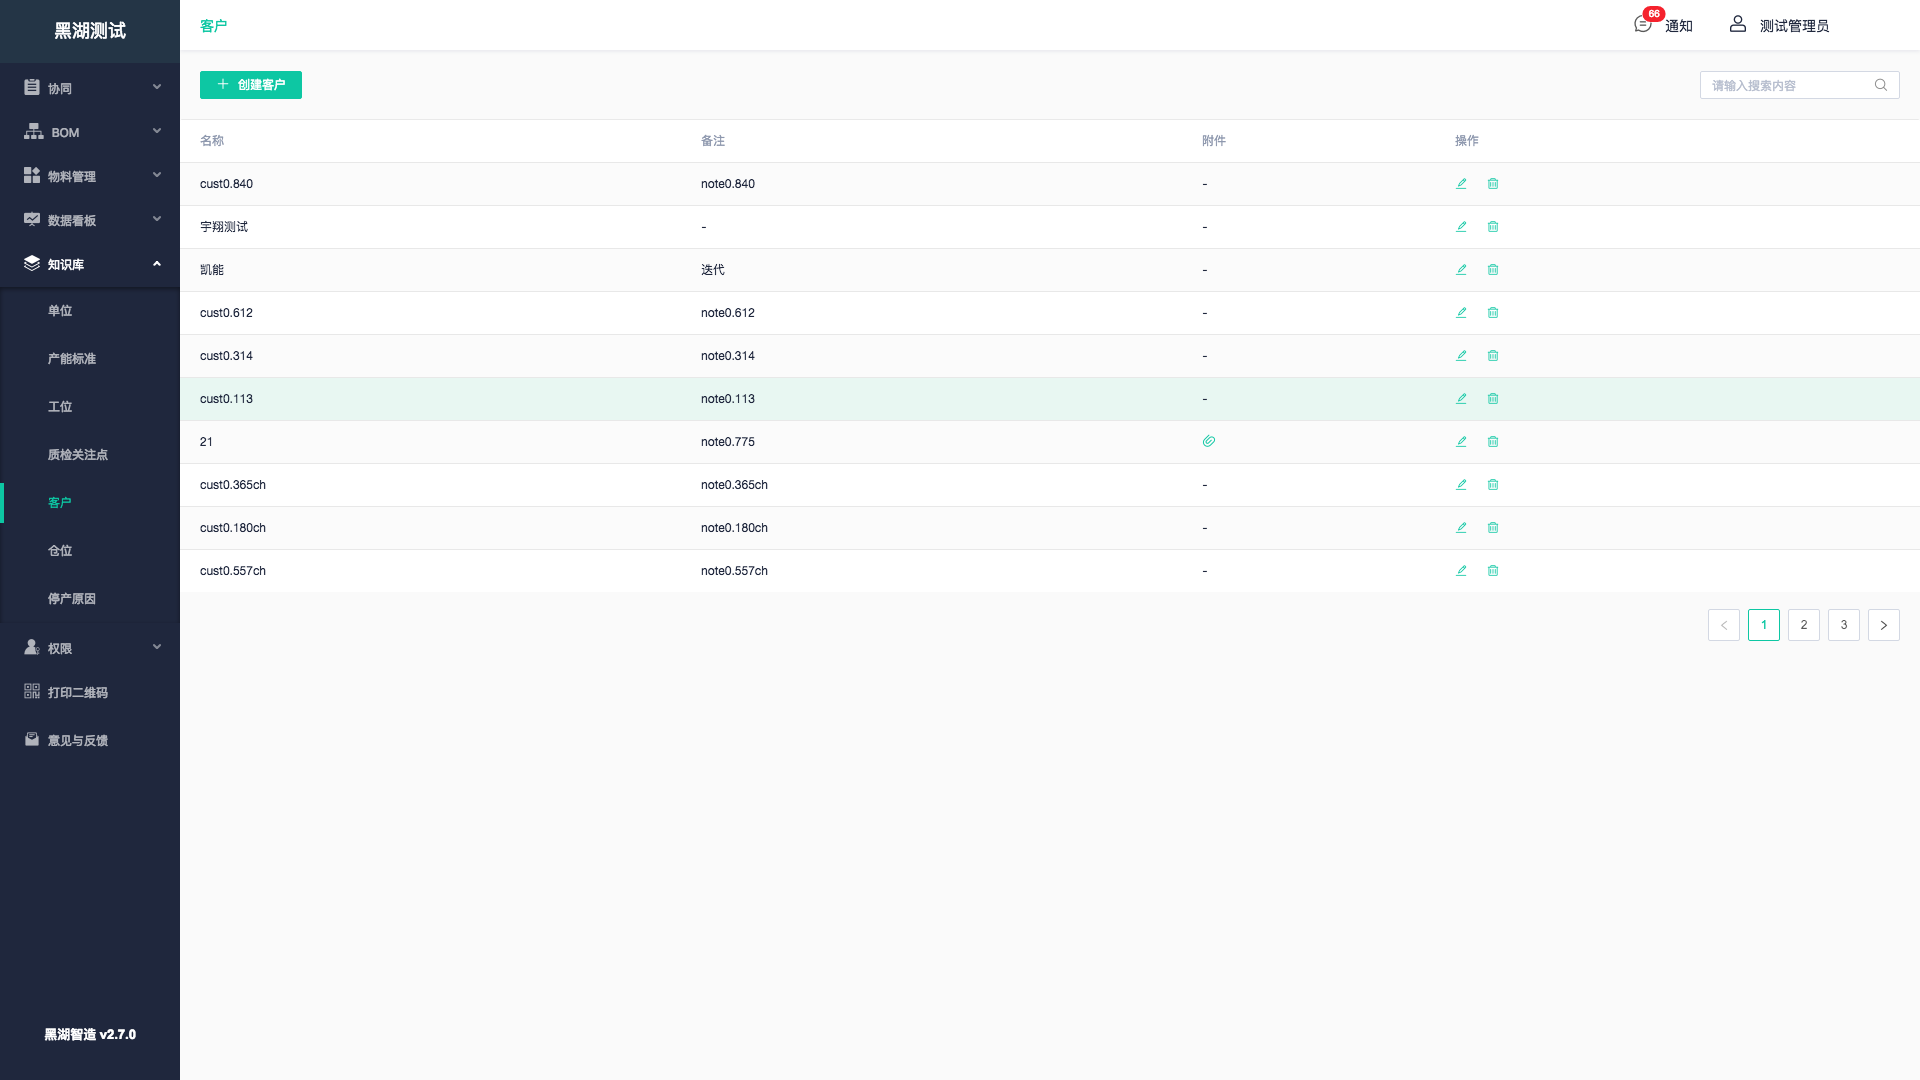 黑湖测试
客户
66
通知
测试管理员
协同
BOM
物料管理
数据看板
知识库
单位
产能标准
工位
质检关注点
客户
仓位
停产原因
权限
打印二维码
意见与反馈
黑湖智造 v2.7.0
创建客户
请输入搜索内容
名称 备注 附件 操作
cust0.840 note0.840 -
宇翔测试 - -
凯能 迭代 -
cust0.612 note0.612 -
cust0.314 note0.314 -
cust0.113 note0.113 -
21 note0.775
cust0.365ch note0.365ch -
cust0.180ch note0.180ch -
cust0.557ch note0.557ch -
< 1 2 3 >